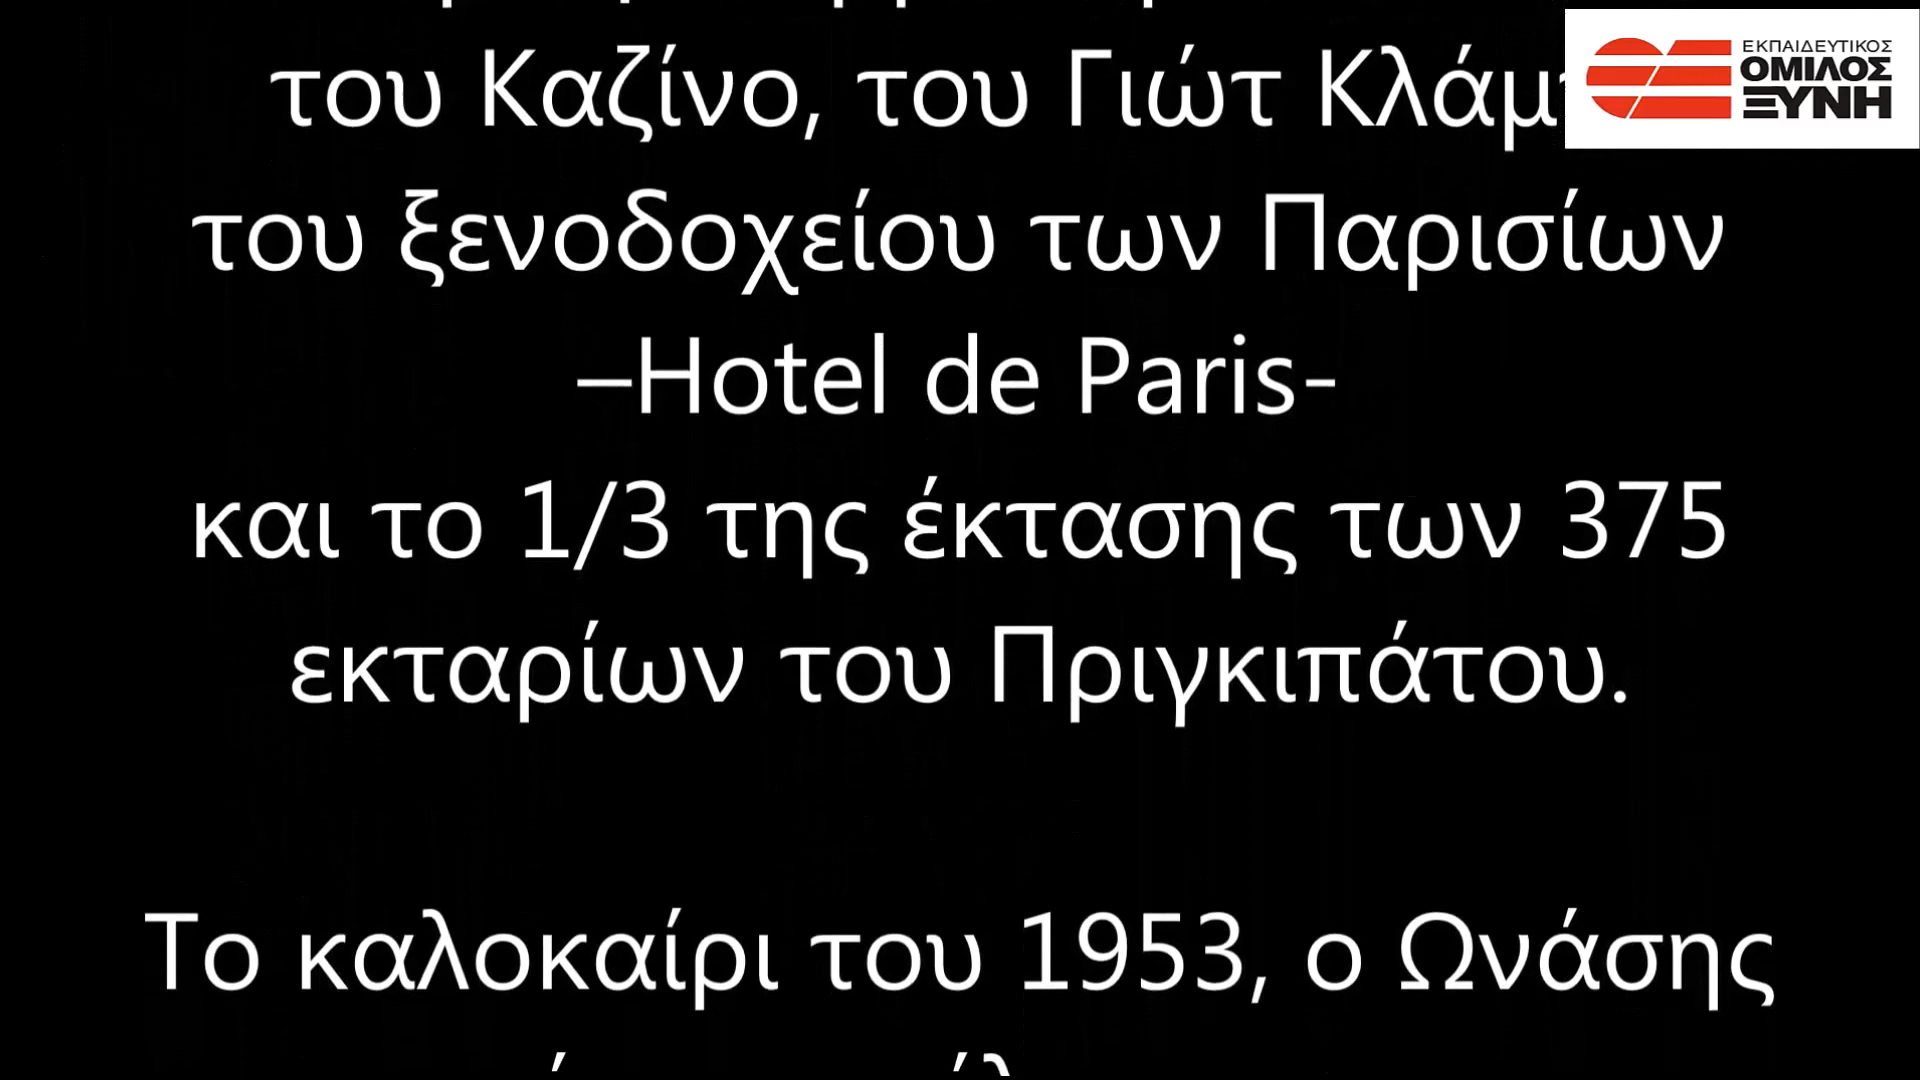 του Καζίνο, του Γιώτ
του ξενοδοχείου των Παρισίων
–Hotel de Paris-
και το 1/3 της έκτασης των 375
εκταρίων του Πριγκιπάτου.
Το καλοκαίρι του 1953, ο Ωνάσης
ΕΚΠΑΙΔΕΥΤΙΚΟΣ
ΟΜΙΛΟΣ
ΞΥΝΗ